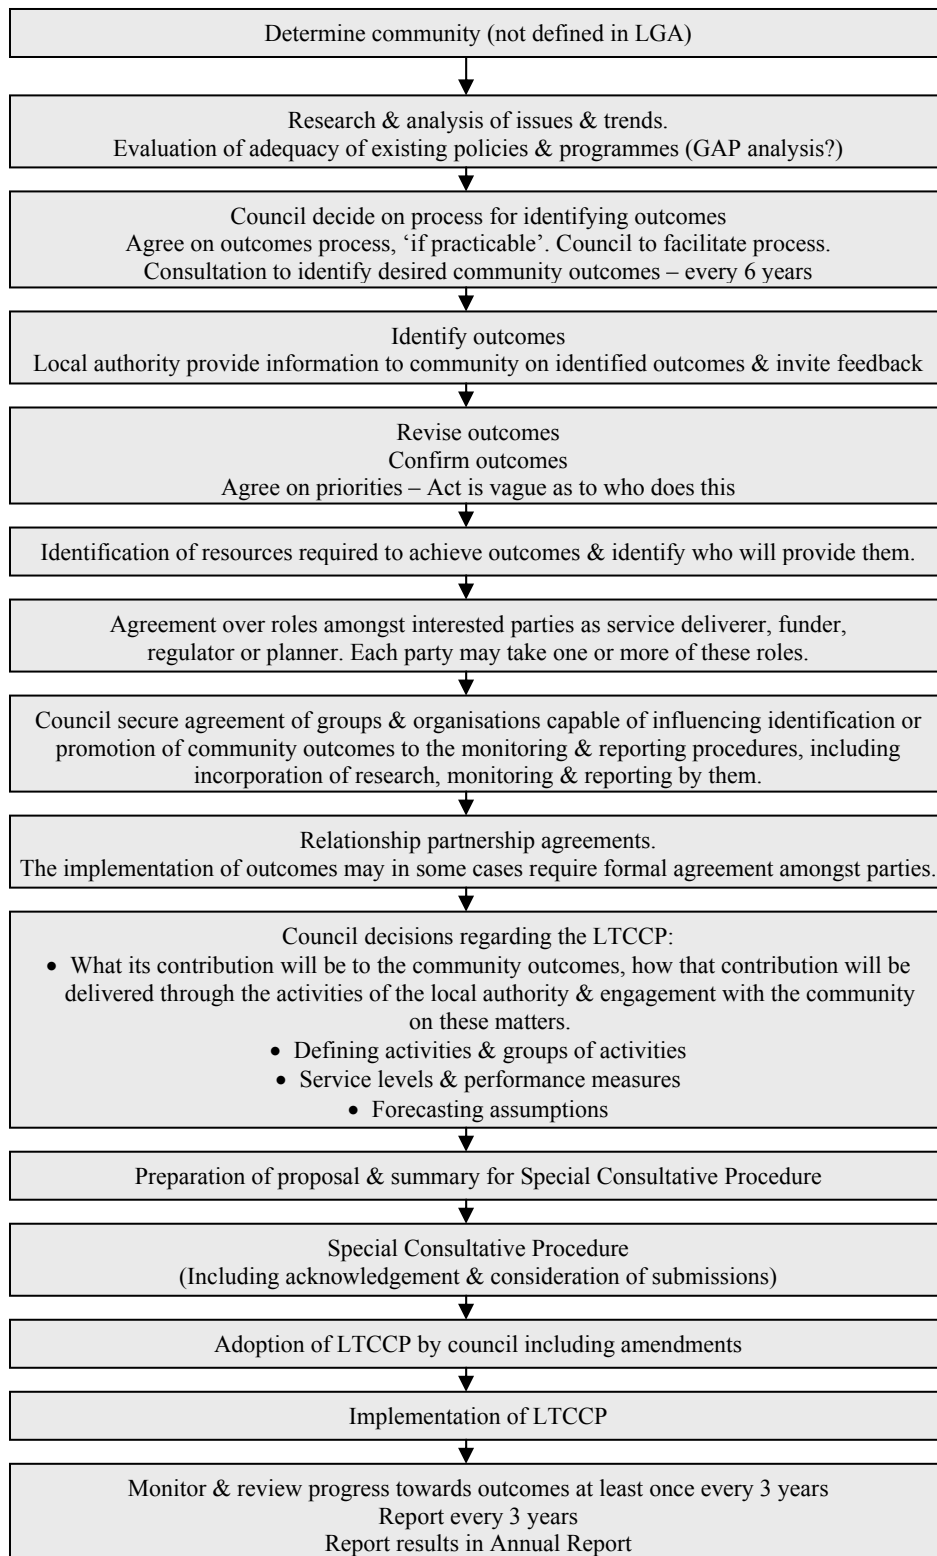 Determine community (not defined in LGA)
Research & analysis of issues & trends.
Evaluation of adequacy of existing policies & programmes (GAP analysis?)
Council decide on process for identifying outcomes
Agree on outcomes process, ‘if practicable’. Council to facilitate process.
Consultation to identify desired community outcomes – every 6 years
Identify outcomes
Local authority provide information to community on identified outcomes & invite feedback
Revise outcomes
Confirm outcomes
Agree on priorities – Act is vague as to who does this
Identification of resources required to achieve outcomes & identify who will provide them.
Agreement over roles amongst interested parties as service deliverer, funder,
regulator or planner. Each party may take one or more of these roles.
Council secure agreement of groups & organisations capable of influencing identification or
promotion of community outcomes to the monitoring & reporting procedures, including
incorporation of research, monitoring & reporting by them.
Relationship partnership agreements.
The implementation of outcomes may in some cases require formal agreement amongst parties.
Council decisions regarding the LTCCP:
• What its contribution will be to the community outcomes, how that contribution will be
delivered through the activities of the local authority & engagement with the community
on these matters.
• Defining activities & groups of activities
• Service levels & performance measures
• Forecasting assumptions
Preparation of proposal & summary for Special Consultative Procedure
Special Consultative Procedure
(Including acknowledgement & consideration of submissions)
Adoption of LTCCP by council including amendments
Implementation of LTCCP
Monitor & review progress towards outcomes at least once every 3 years
Report every 3 years
Report results in Annual Report